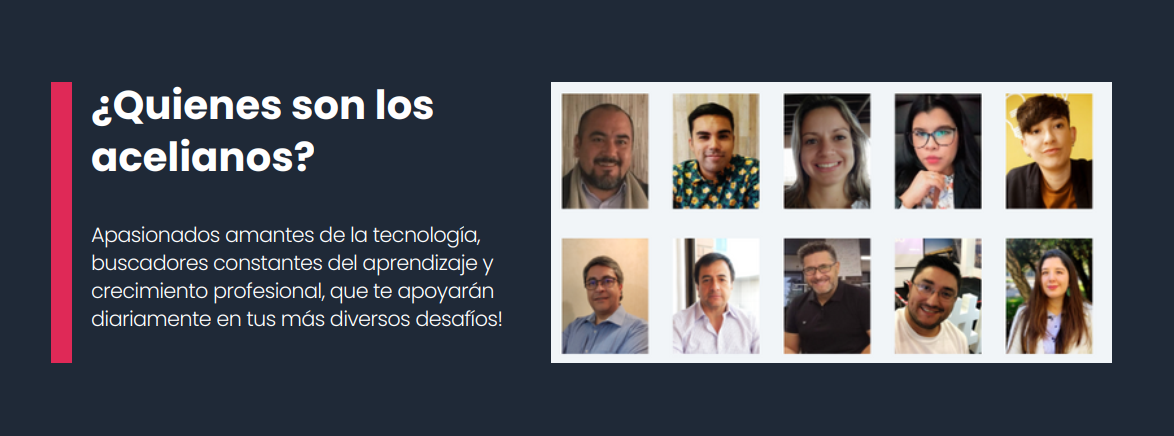 ¿Quienes son los
acelianos?
Apasionados amantes de la tecnología,
buscadores constantes del aprendizaje y
crecimiento profesional, que te apoyarán
diariamente en tus más diversos desafíos!